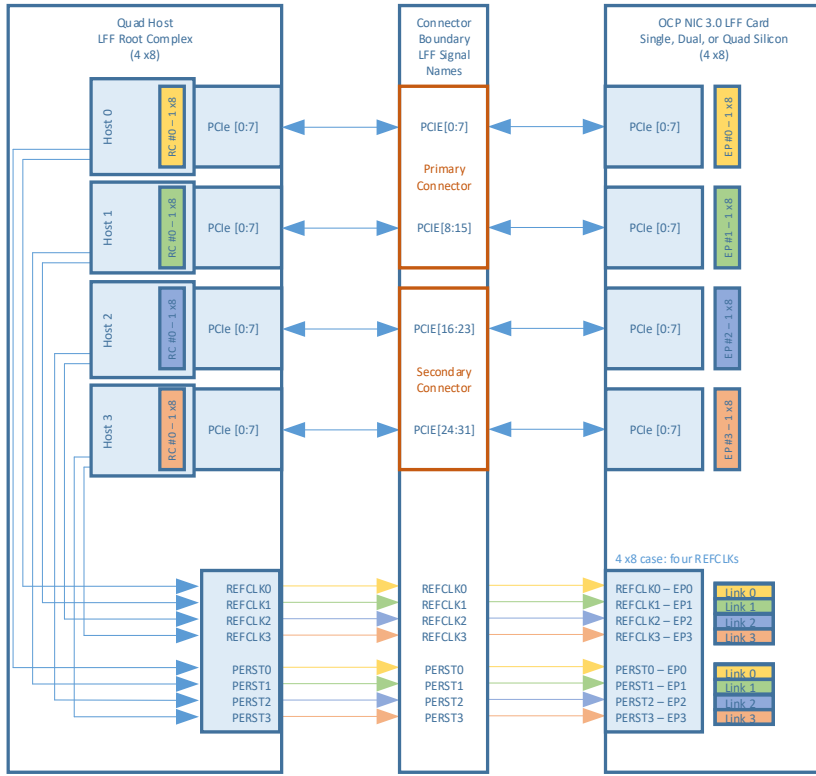 Quad Host
LFF Root Complex
(4 x8)
Connector
Boundary
LFF Signal
Names
OCP NIC 3.0 LFF Card
Single, Dual, or Quad Silicon
(4 x8)
Host 0
RC #0 – 1 x8
PCIe [0:7]
PCIE[0:7]
PCIe [0:7]
EP #0 – 1 x8
Primary
Connector
Host 1
RC #0 – 1 x8
PCIe [0:7]
PCIE[8:15]
PCIe [0:7]
EP #1 – 1 x8
Host 2
RC #0 – 1 x8
PCIe [0:7]
PCIE[16:23]
PCIe [0:7]
EP #2 – 1 x8
Secondary
Connector
Host 3
RC #0 – 1 x8
PCIe [0:7]
PCIE[24:31]
PCIe [0:7]
EP #3 – 1 x8
4 x8 case: four REFCLKs
REFCLK0
REFCLK1
REFCLK2
REFCLK3
REFCLK0
REFCLK1
REFCLK2
REFCLK3
REFCLK0 – EP0
REFCLK1 – EP1
REFCLK2 – EP2
REFCLK3 – EP3
Link 0
Link 1
Link 2
Link 3
PERST0
PERST1
PERST2
PERST3
PERST0
PERST1
PERST2
PERST3
PERST0 – EP0
PERST1 – EP1
PERST2 – EP2
PERST3 – EP3
Link 0
Link 1
Link 2
Link 3